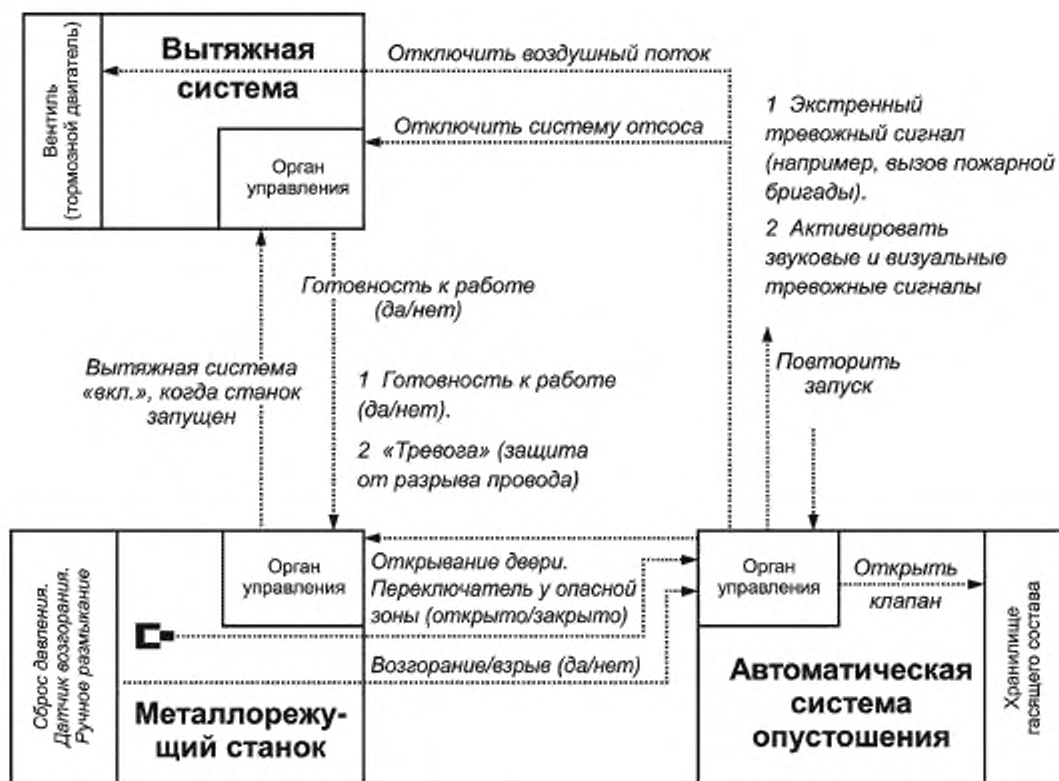 Вытяжная
система
Вентиль
(тормозной двигатель)
Орган
управления
Отключить воздушный поток
Отключить систему отсоса
1 Экстренный
тревожный сигнал
(например, вызов пожарной
бригады).
2 Активировать
звуковые и визуальные
тревожные сигналы
Готовность к работе
(да/нет)
Вытяжная система
«вкл.», когда станок
запущен
1 Готовность к работе
(да/нет).
2 «Тревога» (защита
от разрыва провода)
Повторить
запуск
Сброс давления.
Датчик возгорания.
Ручное размыкание
Орган
управления
Металлорежу-
щий станок
Открывание двери.
Переключатель у опасной
зоны (открыто/закрыто)
Возгорание/взрыв (да/нет)
Орган
управления
Открыть
клапан
Автоматическая
система
опустошения
Хранилище
гасящего состава